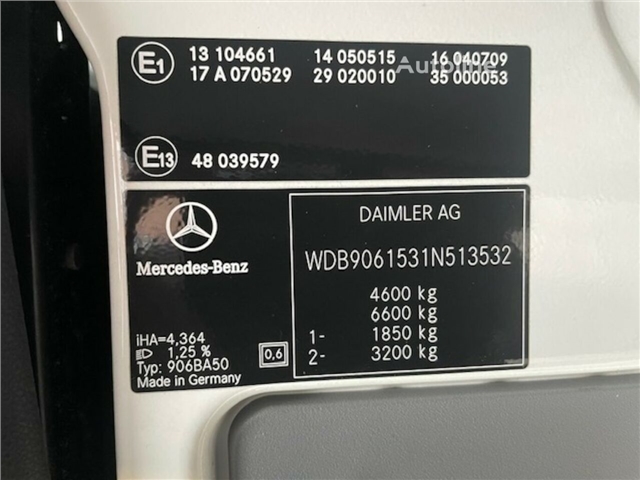 E1 13 104661 14 050515 16 040709
17 A 070529 29 020010 35 000053
Autoline
E13 48 039579
Mercedes-Benz
iHA=4,364
1,25 %
Typ: 906BA50
Made in Germany
0,6
DAIMLER AG
WDB9061531N513532
4600 kg
6600 kg
1- 1850 kg
2- 3200 kg